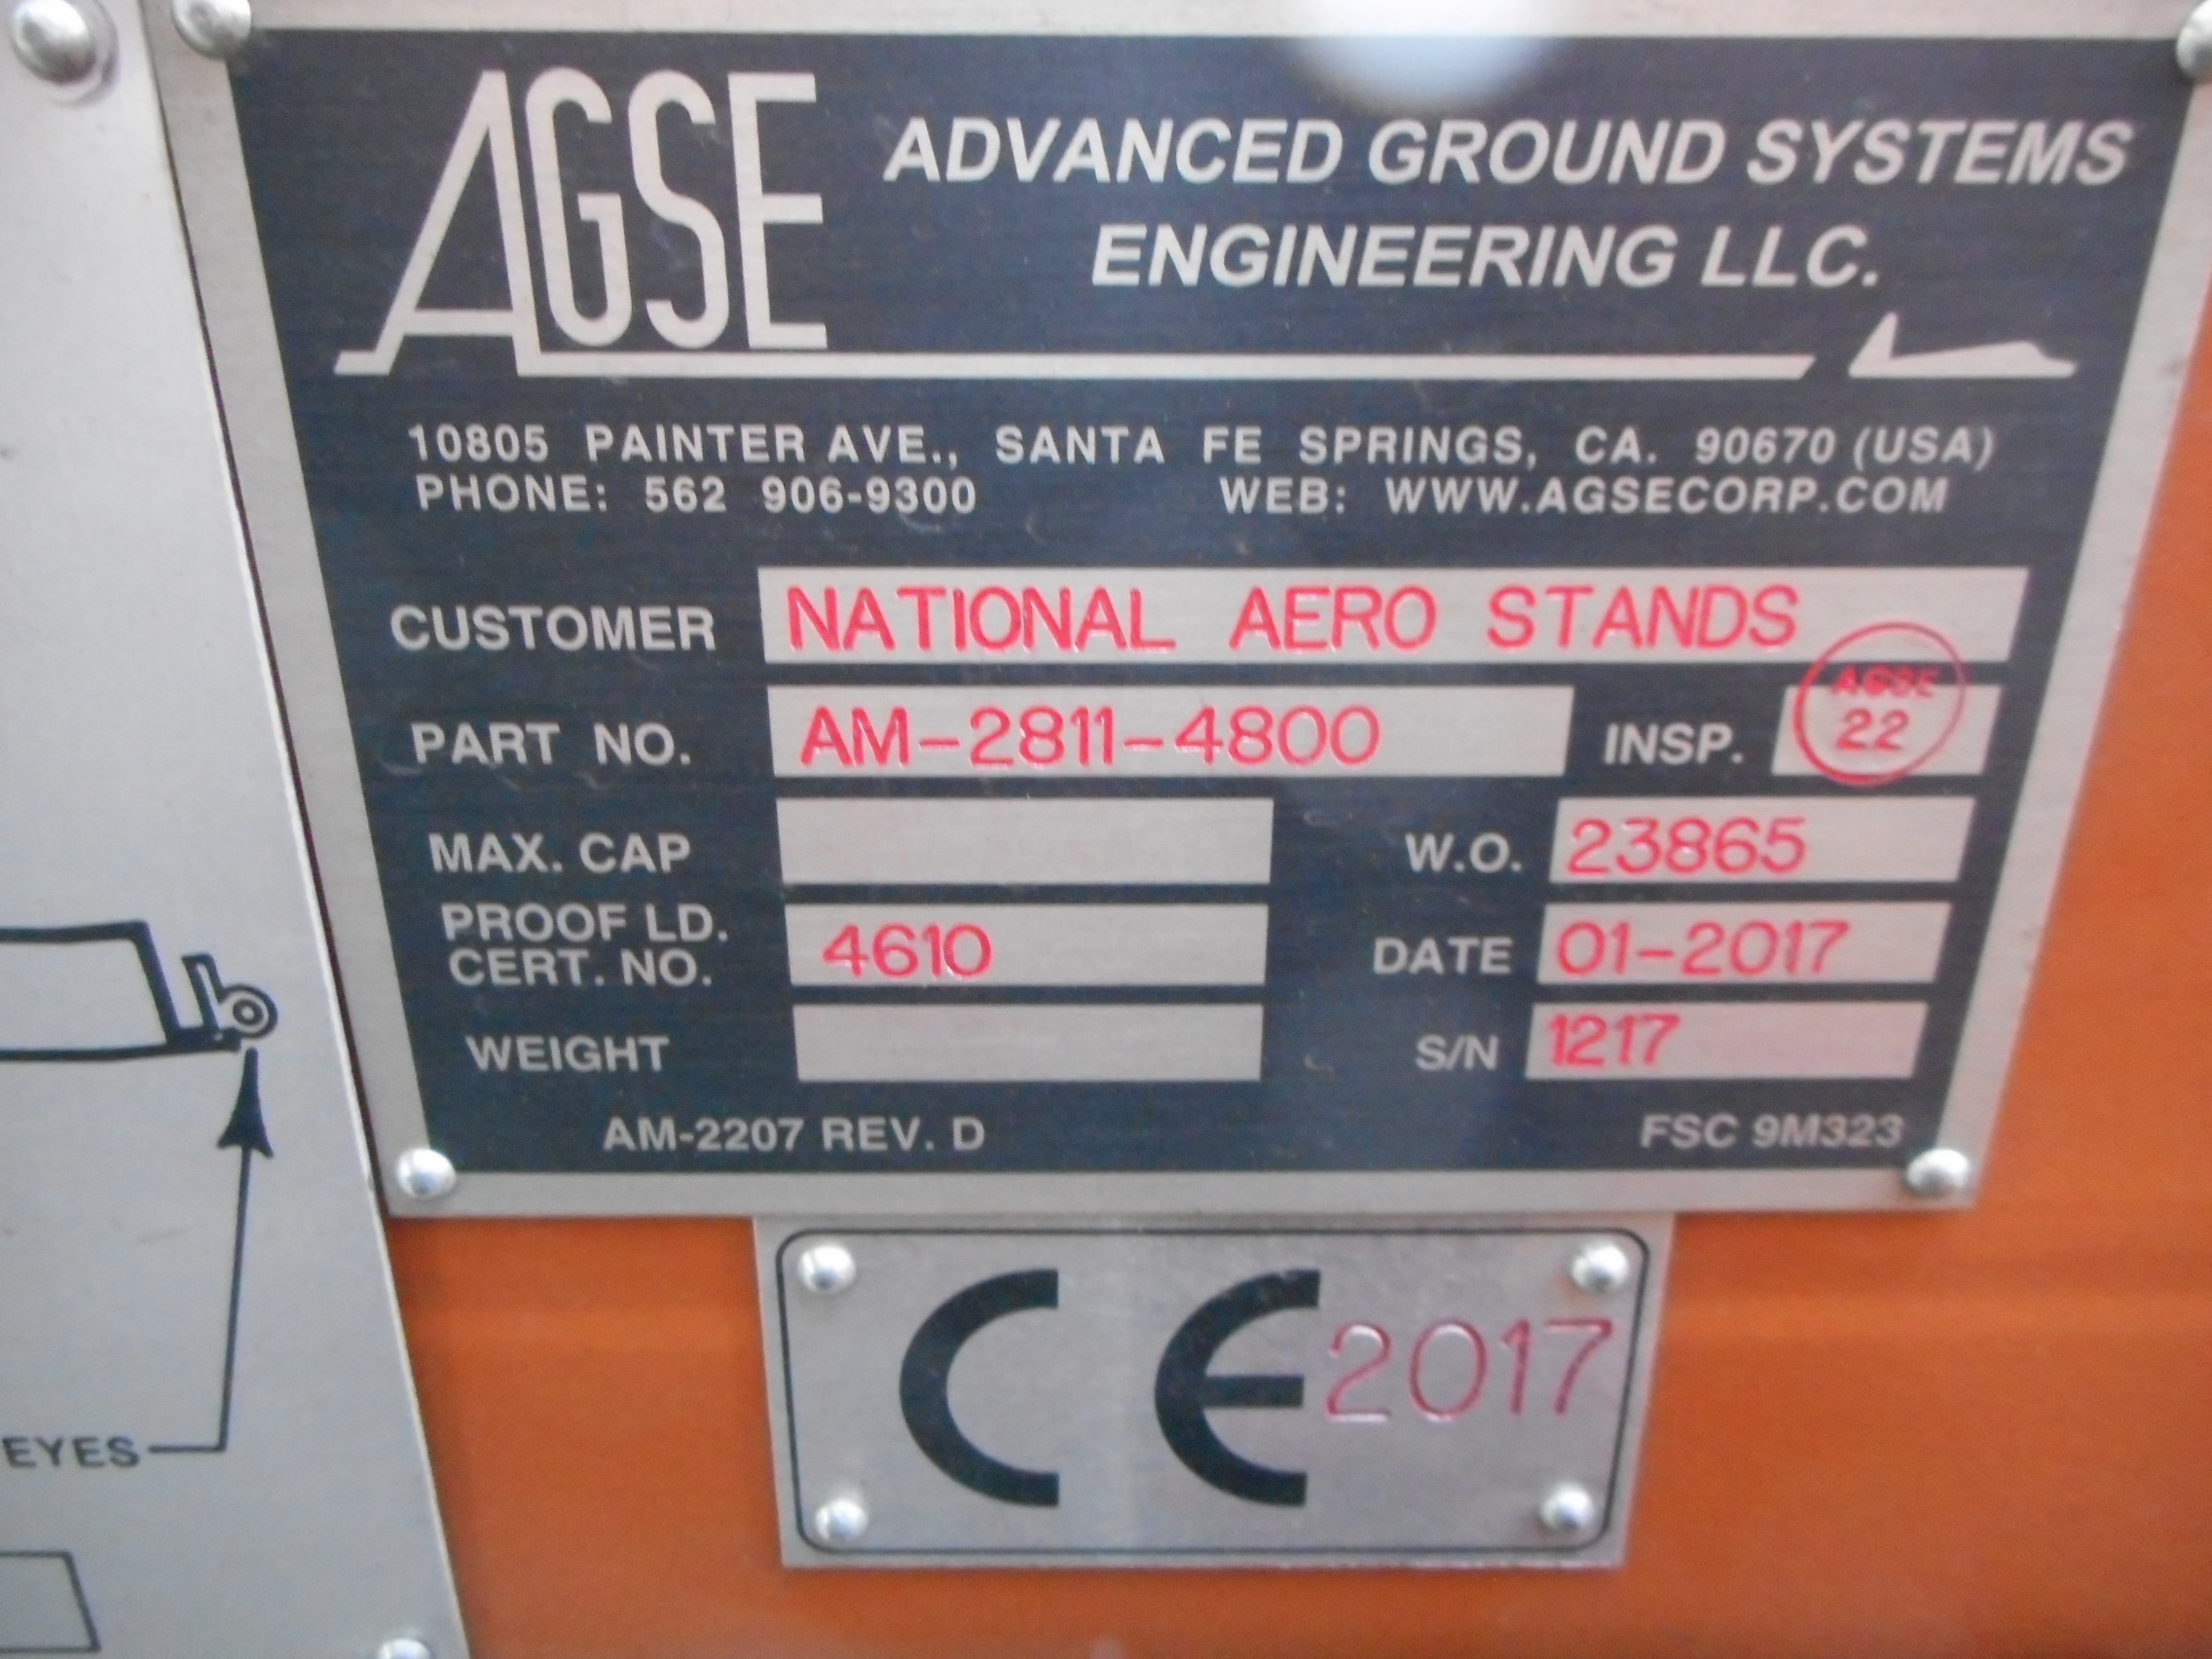 AGSE
ADVANCED GROUND SYSTEMS
ENGINEERING LLC.
10805 PAINTER AVE., SANTA FE SPRINGS, CA. 90670 (USA)
PHONE: 562 906-9300 WEB: WWW.AGSECORP.COM
CUSTOMER NATIONAL AERO STANDS
PART NO. AM-2811-4800 INSP. AGSE 22
MAX. CAP W.O. 23865
PROOF LD.
CERT. NO. 4610 DATE 01-2017
WEIGHT S/N 1217
AM-2207 REV. D FSC 9M323
CE 2017
EYES